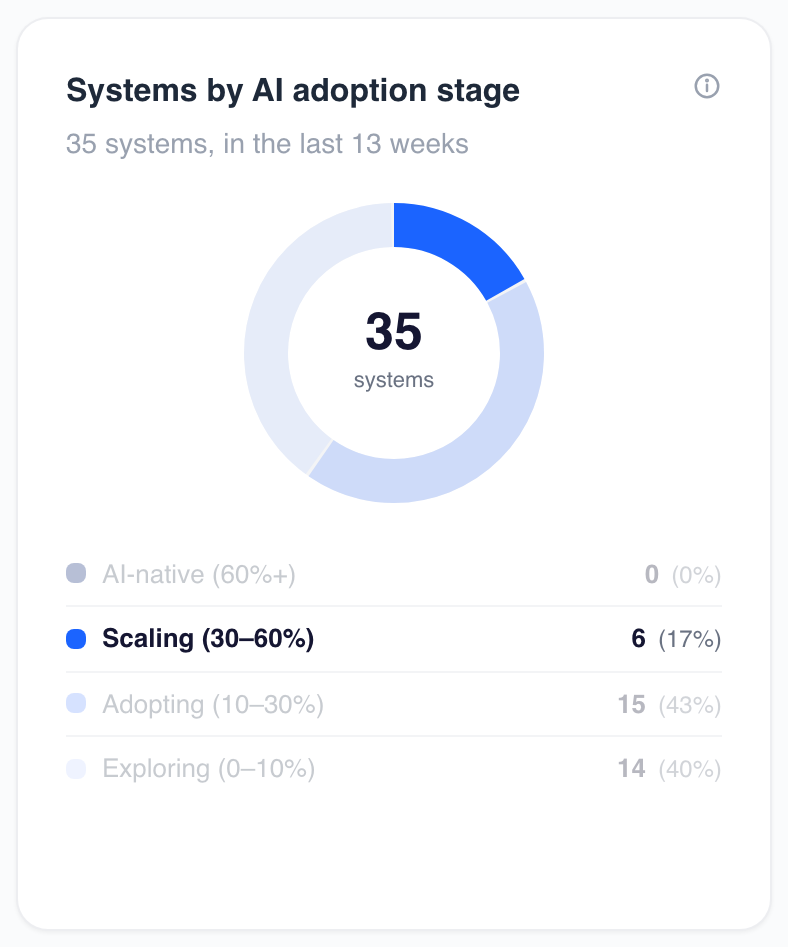 Systems by AI adoption stage
35 systems, in the last 13 weeks
35
systems
AI-native (60%+) 0 (0%)
Scaling (30–60%) 6 (17%)
Adopting (10–30%) 15 (43%)
Exploring (0–10%) 14 (40%)